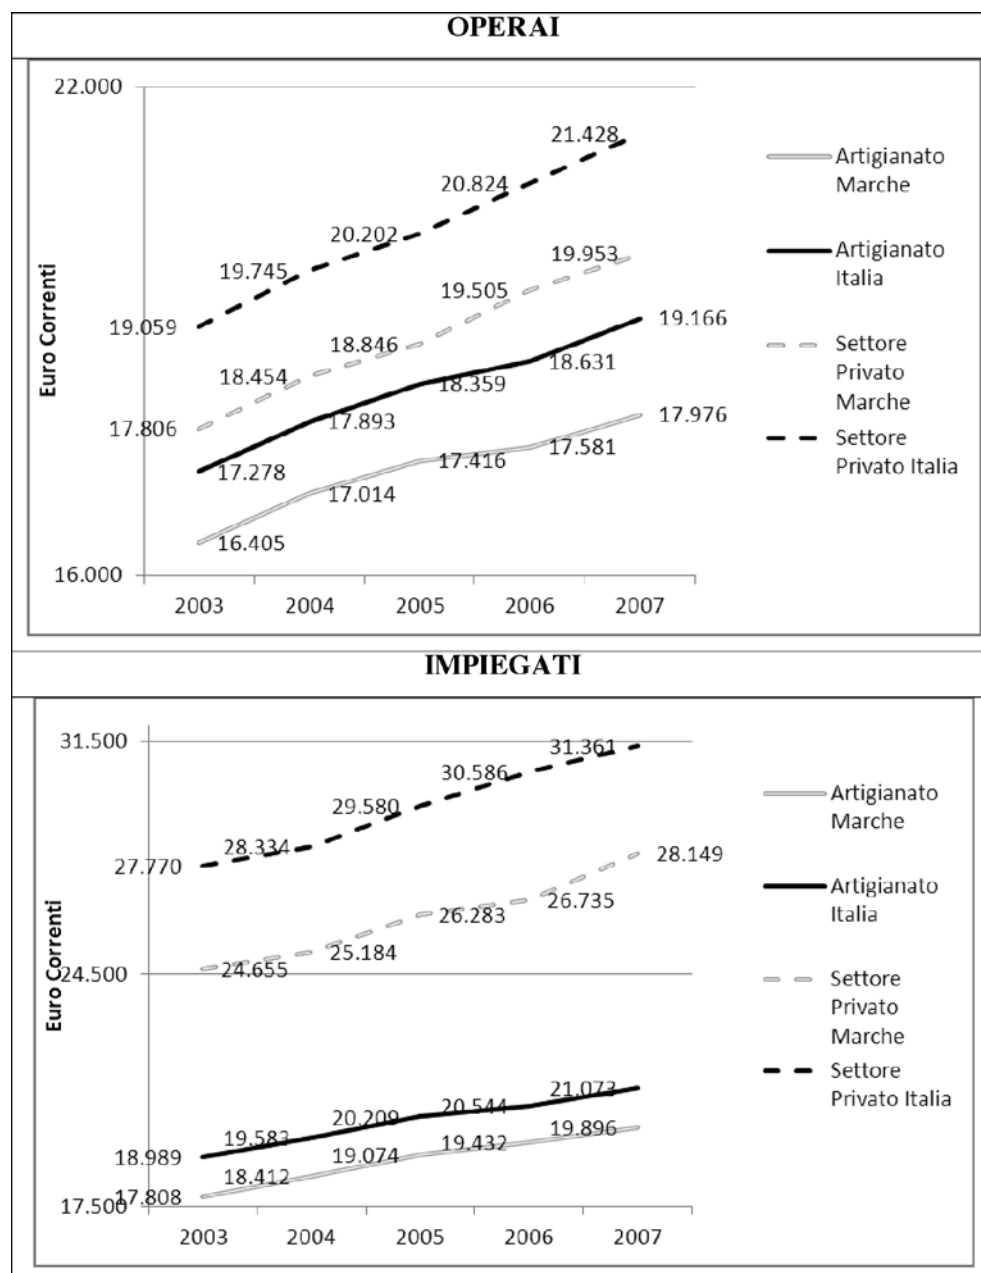 OPERAI
22.000
21.428
20.824
20.202
19.745
19.953
19.505
19.059
19.166
18.846
18.454
18.631
18.359
17.806
17.893
17.976
17.581
17.416
17.278
17.014
16.405
16.000
2003 2004 2005 2006 2007
Euro Correnti
Artigianato
Marche
Artigianato
Italia
Settore
Privato
Marche
Settore
Privato Italia
IMPIEGATI
31.500
31.361
30.586
29.580
28.334
27.770
28.149
26.735
26.283
25.184
24.655
24.500
21.073
20.544
20.209
19.583
18.989
19.896
19.432
19.074
18.412
17.808
17.500
2003 2004 2005 2006 2007
Euro Correnti
Artigianato
Marche
Artigianato
Italia
Settore
Privato
Marche
Settore
Privato Italia